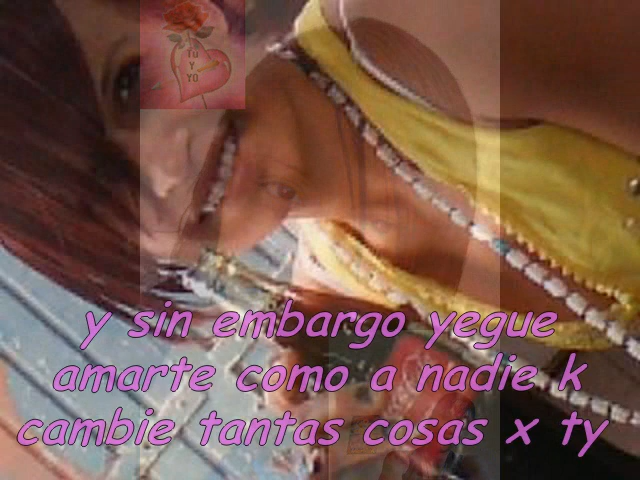 Tu
Y
YO
y sin embargo yegue
amarte como a nadie k
cambie tantas cosas x ty